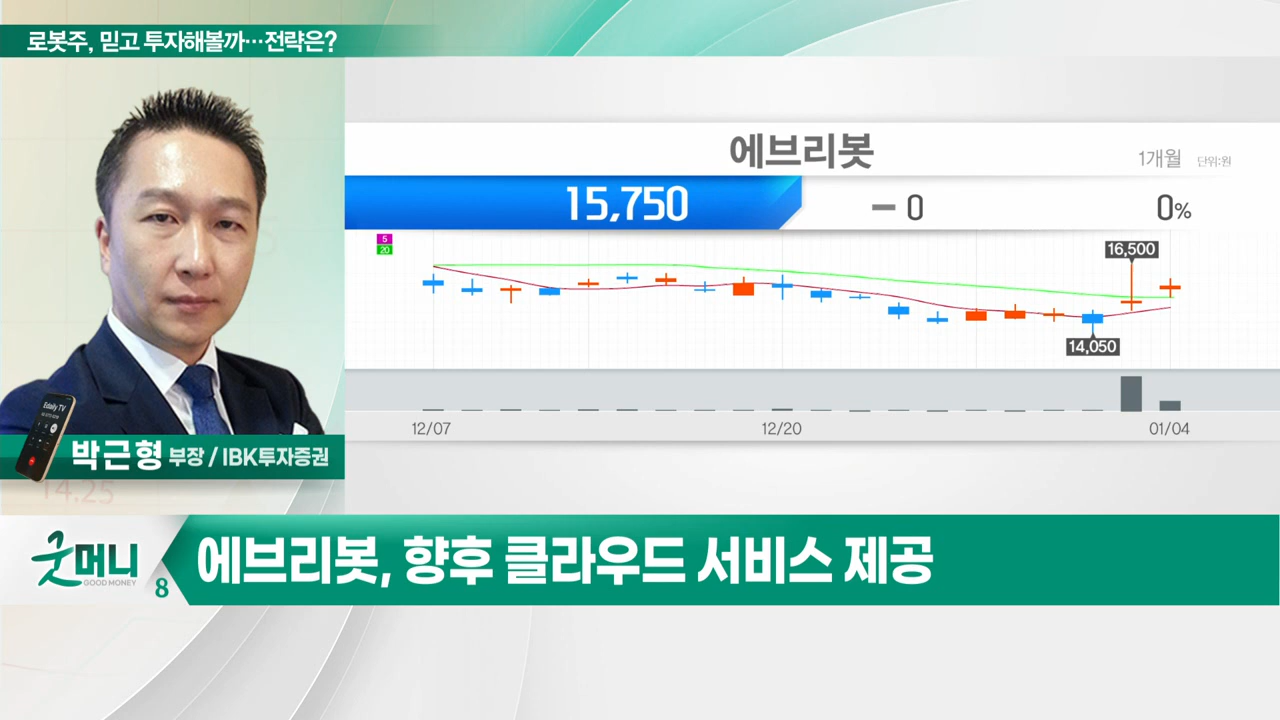 로봇주, 믿고 투자해볼까…전략은?
에브리봇
1개월 단위:원
15,750 0 0%
5
20
16,500
14,050
12/07 12/20 01/04
Edaily TV
박근형 부장 / IBK투자증권
14.25
굿머니
GOOD MONEY
8
에브리봇, 향후 클라우드 서비스 제공